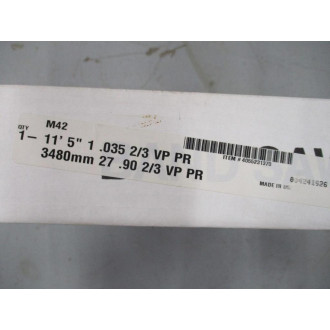 M42
QTY
1- 11' 5" 1 .035 2/3 VP PR
3480mm 27 .90 2/3 VP PR
ITEM #
MADE IN